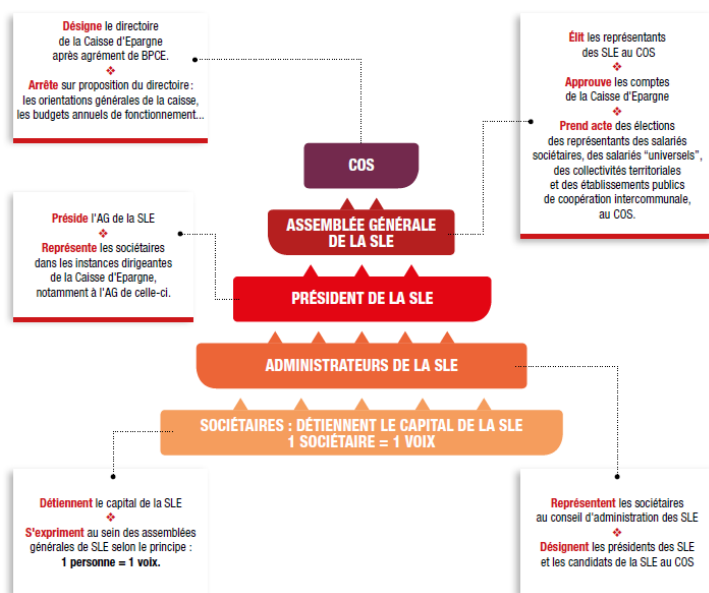 Désigne le directoire
de la Caisse d'Epargne
après agrément de BPCE.
Arrête sur proposition du directoire :
les orientations générales de la caisse,
les budgets annuels de fonctionnement...
Élit les représentants
des SLE au COS
Approuve les comptes
de la Caisse d'Epargne
Prend acte des élections
des représentants des salariés
sociétaires, des salariés “universels”,
des collectivités territoriales
et des établissements publics
de coopération intercommunale,
au COS.
COS
ASSEMBLÉE GÉNÉRALE
DE LA SLE
Préside l'AG de la SLE
Représente les sociétaires
dans les instances dirigeantes
de la Caisse d'Epargne,
notamment à l'AG de celle-ci.
PRÉSIDENT DE LA SLE
ADMINISTRATEURS DE LA SLE
SOCIÉTAIRES : DÉTIENNENT LE CAPITAL DE LA SLE
1 SOCIÉTAIRE = 1 VOIX
Détiennent le capital de la SLE
S'expriment au sein des assemblées
générales de SLE selon le principe :
1 personne = 1 voix.
Représentent les sociétaires
au conseil d'administration des SLE
Désignent les présidents des SLE
et les candidats de la SLE au COS